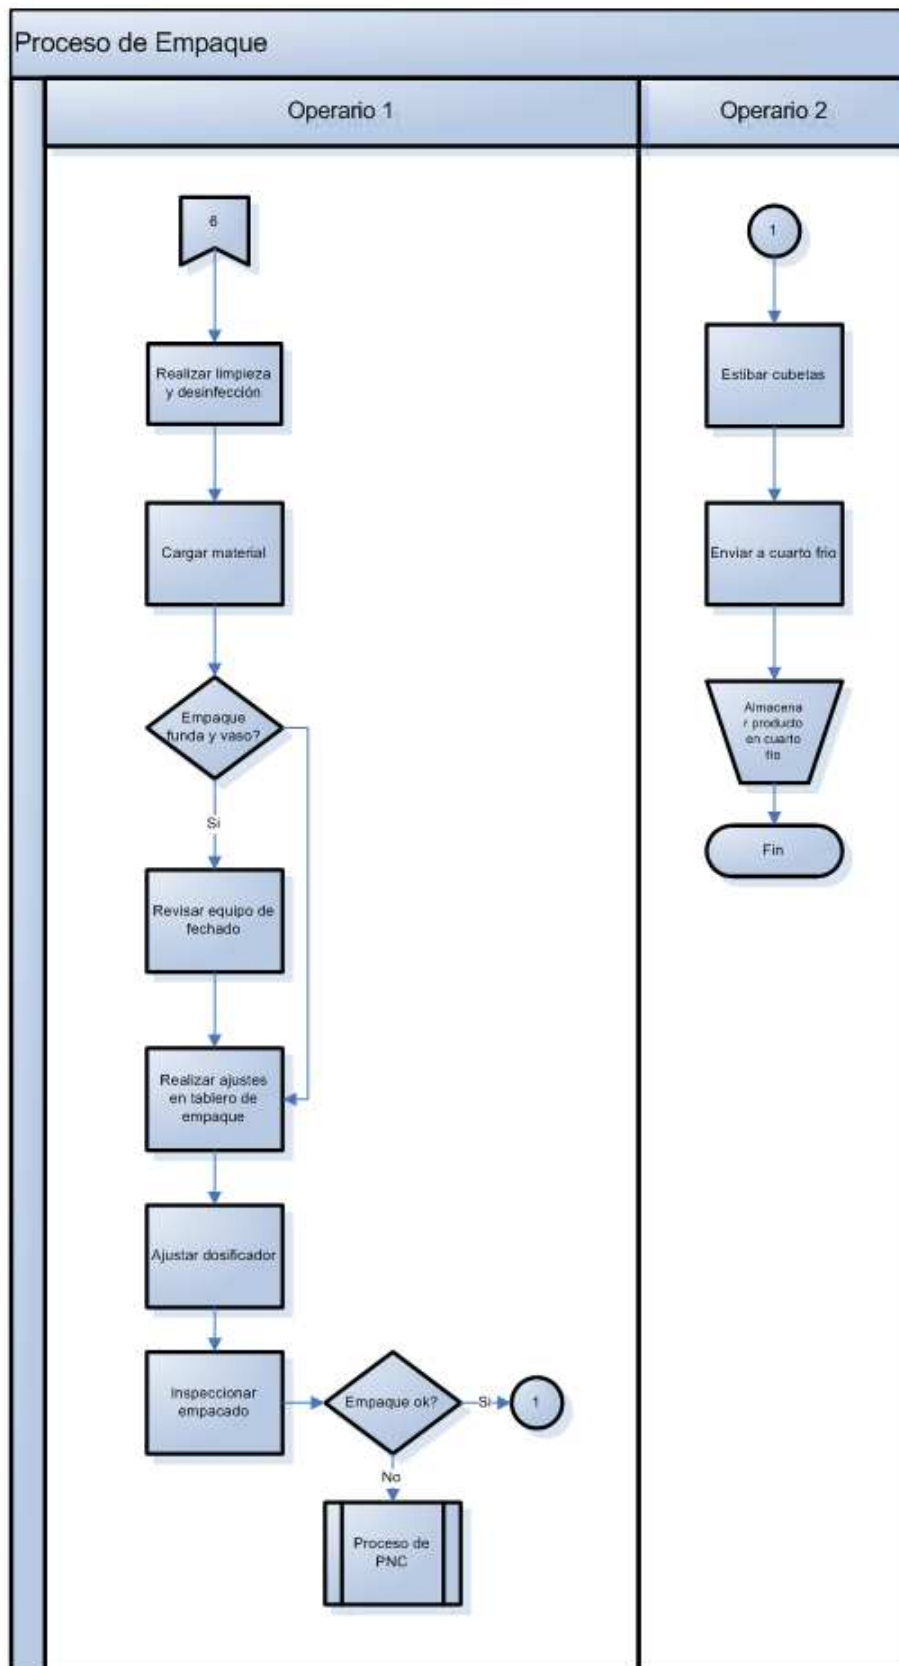 Proceso de Empaque
Operario 1
6
Realizar limpieza
y desinfección
Cargar material
Empaque
funda y vaso?
Si
Revisar equipo de
fechado
Realizar ajustes
en tablero de
empaque
Ajustar dosificador
Inspeccionar
empacado
Empaque ok?
Si
1
No
Proceso de
PNC
Operario 2
1
Estibar cubetas
Enviar a cuarto frio
Almacena
r producto
en cuarto
frio
Fin